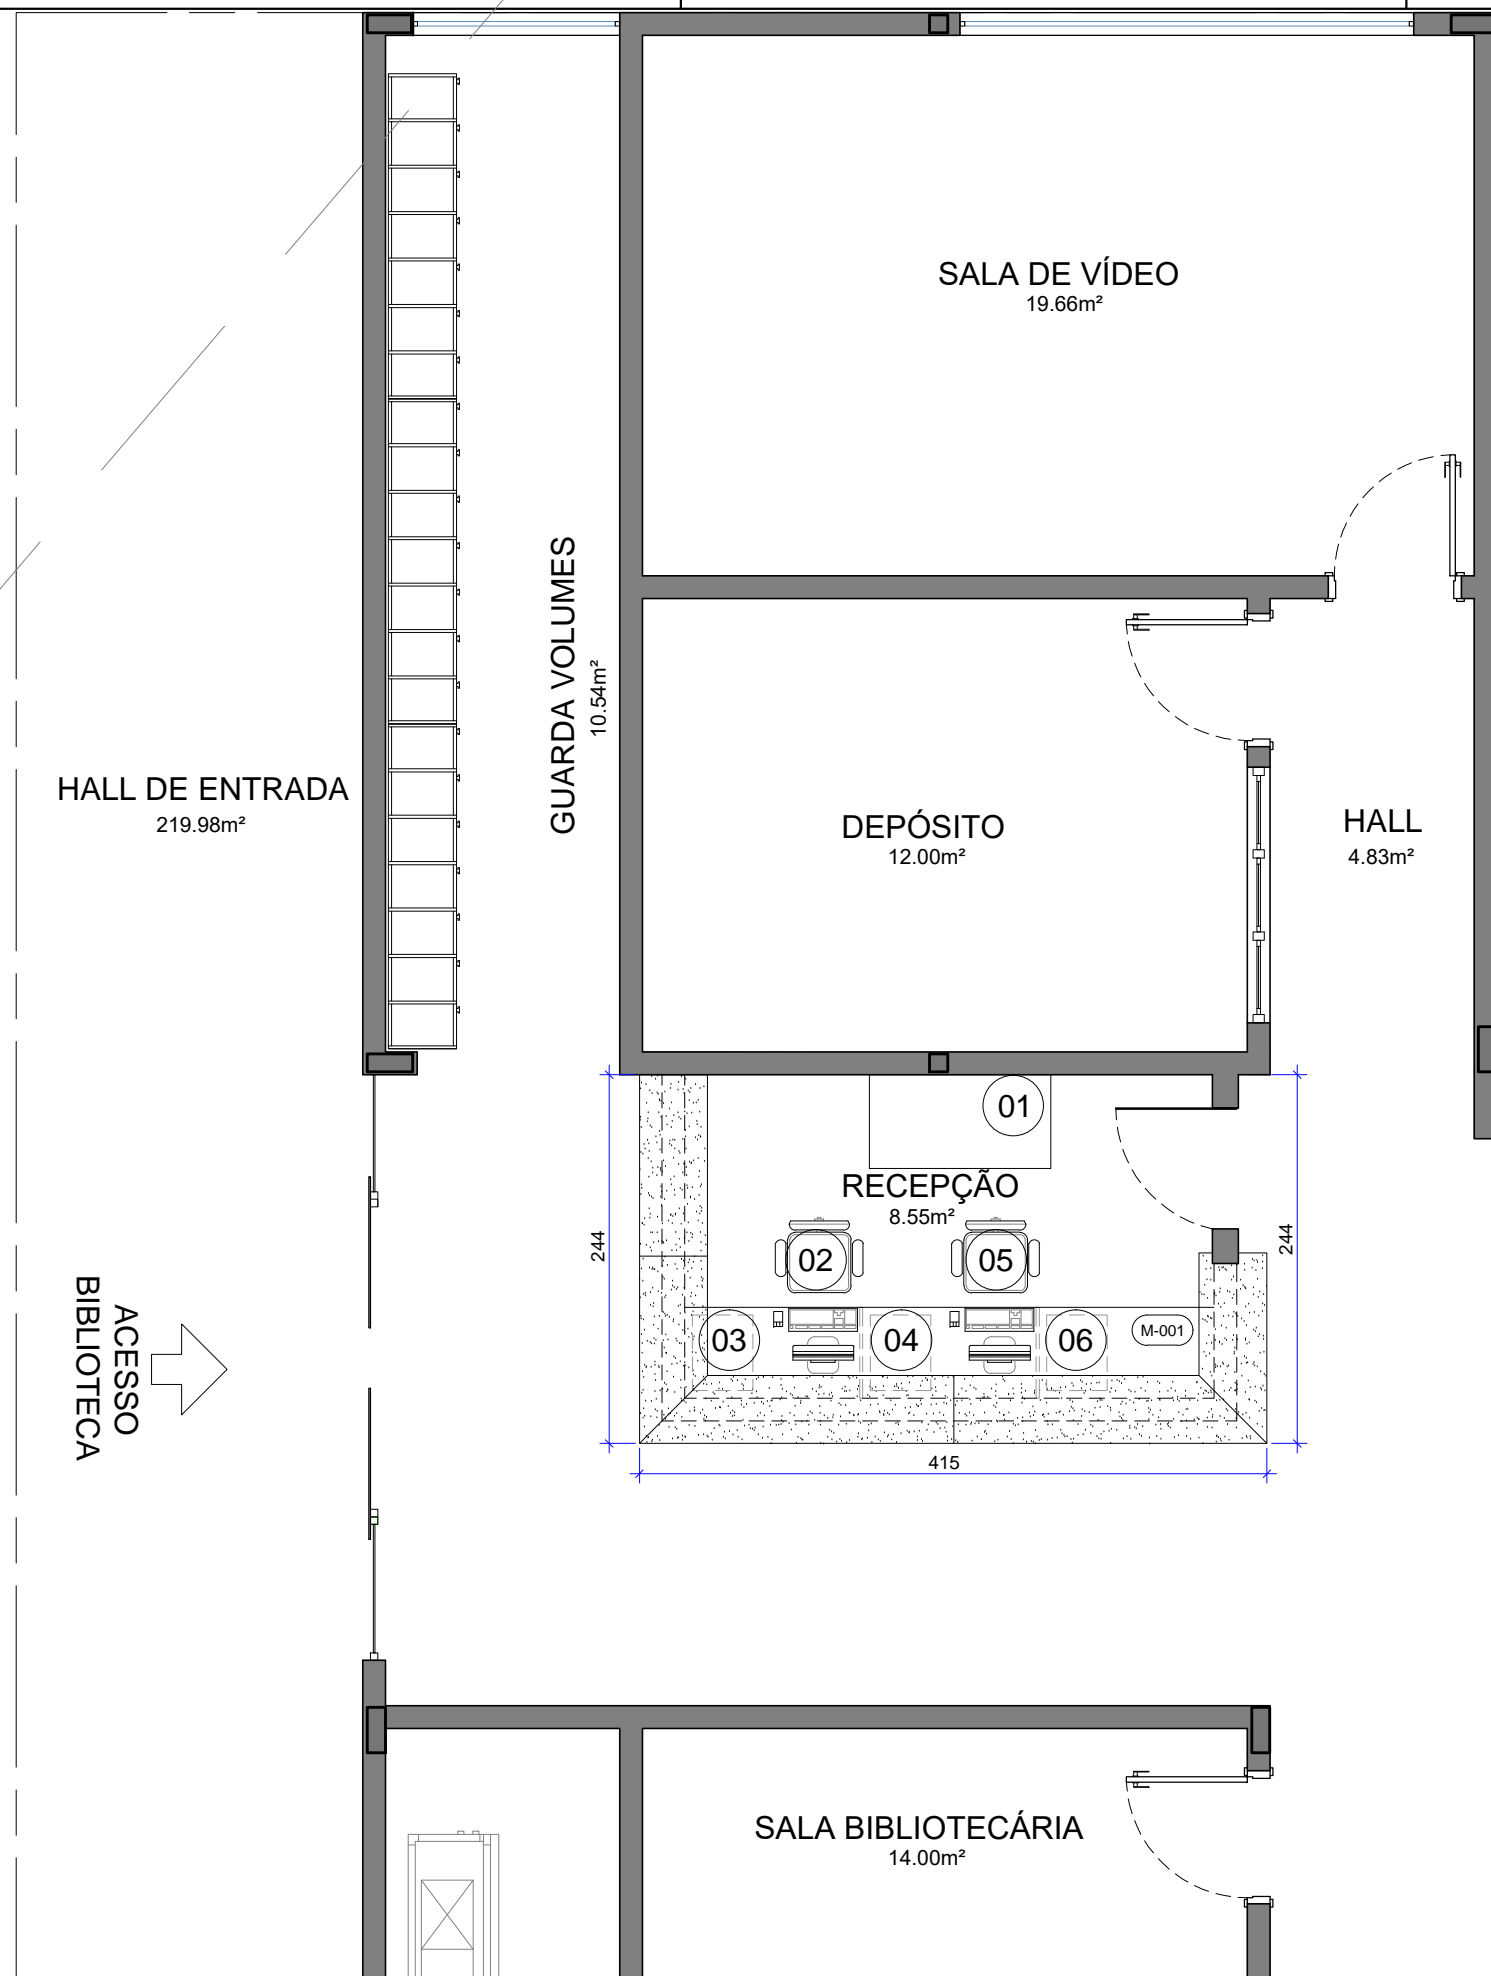 SALA DE VÍDEO
19.66m²
GUARDA VOLUMES
10.54m²
HALL DE ENTRADA
219.98m²
DEPÓSITO
12.00m²
HALL
4.83m²
01
RECEPÇÃO
8.55m²
244
244
02
05
03
04
06
M-001
415
ACESSO
BIBLIOTECA
SALA BIBLIOTECÁRIA
14.00m²